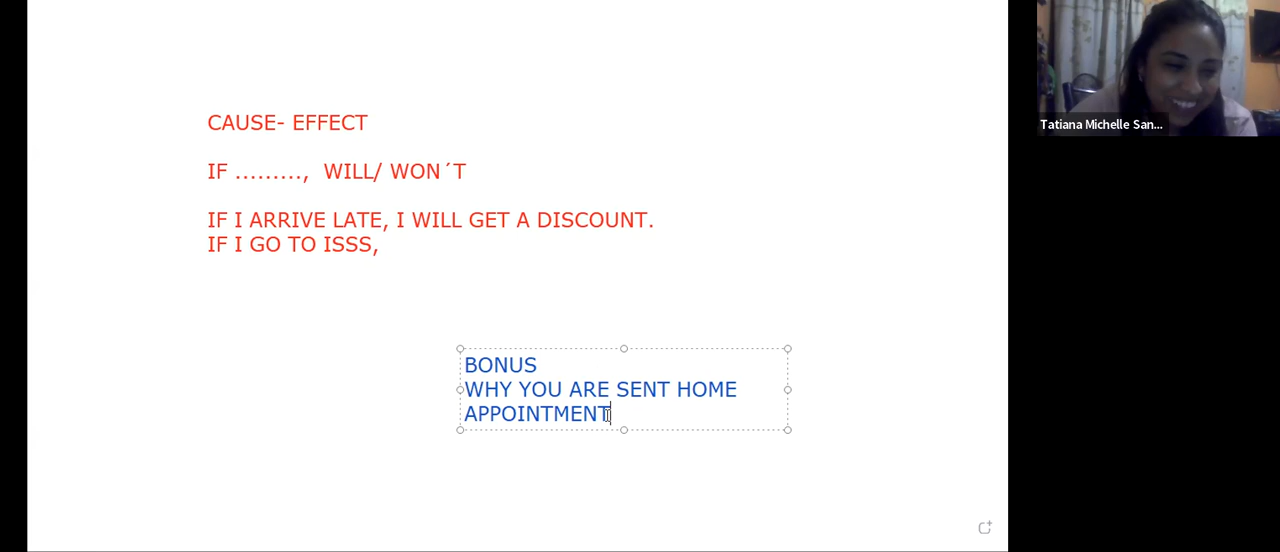 CAUSE- EFFECT
IF ........., WILL/ WON´T
IF I ARRIVE LATE, I WILL GET A DISCOUNT.
IF I GO TO ISSS,
BONUS
WHY YOU ARE SENT HOME
APPOINTMENT
Tatiana Michelle San...